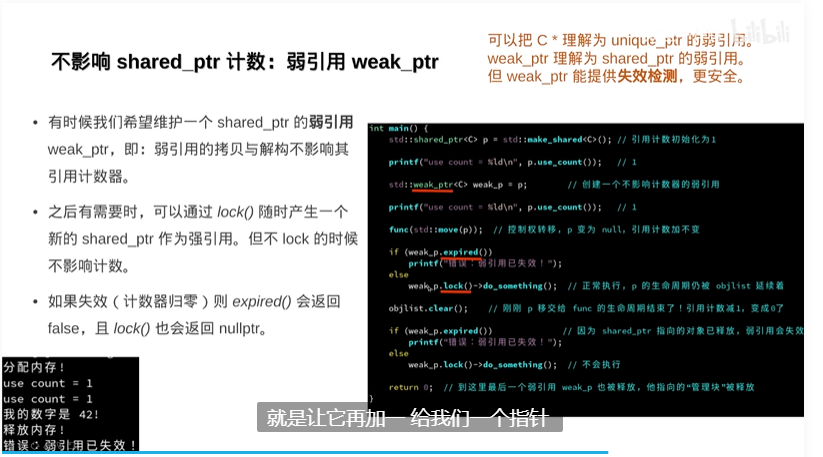 可以把 C * 理解为 unique_ptr 的弱引用。
weak_ptr 理解为 shared_ptr 的弱引用。
但 weak_ptr 能提供失效检测，更安全。
bilibili
不影响 shared_ptr 计数：弱引用 weak_ptr
• 有时候我们希望维护一个 shared_ptr 的弱引用
weak_ptr，即：弱引用的拷贝与解构不影响其
引用计数器。
• 之后有需要时，可以通过 lock() 随时产生一个
新的 shared_ptr 作为强引用。但不 lock 的时候
不影响计数。
• 如果失效（计数器归零）则 expired() 会返回
false，且 lock() 也会返回 nullptr。
int main() {
std::shared_ptr<C> p = std::make_shared<C>(); // 引用计数初始化为1
printf("use count = %ld\n", p.use_count()); // 1
std::weak_ptr<C> weak_p = p; // 创建一个不影响计数器的弱引用
printf("use count = %ld\n", p.use_count()); // 1
func(std::move(p)); // 控制权转移，p 变为 null，引用计数加不变
if (weak_p.expired())
printf("错误：弱引用已失效！");
else
weak_p.lock()->do_something(); // 正常执行，p 的生命周期仍被 objlist 延续着
objlist.clear(); // 刚刚 p 移交给 func 的生命周期结束了！引用计数减1，变成0了
if (weak_p.expired()) // 因为 shared_ptr 指向的对象已释放，弱引用会失效
printf("错误：弱引用已失效！");
else
weak_p.lock()->do_something(); // 不会执行
return 0; // 到这里最后一个弱引用 weak_p 也被释放，他指向的“管理块”被释放
}
分配内存！
use count = 1
use count = 1
我的数字是 42！
释放内存！
错误：弱引用已失效！
就是让它再加一 给我们一个指针